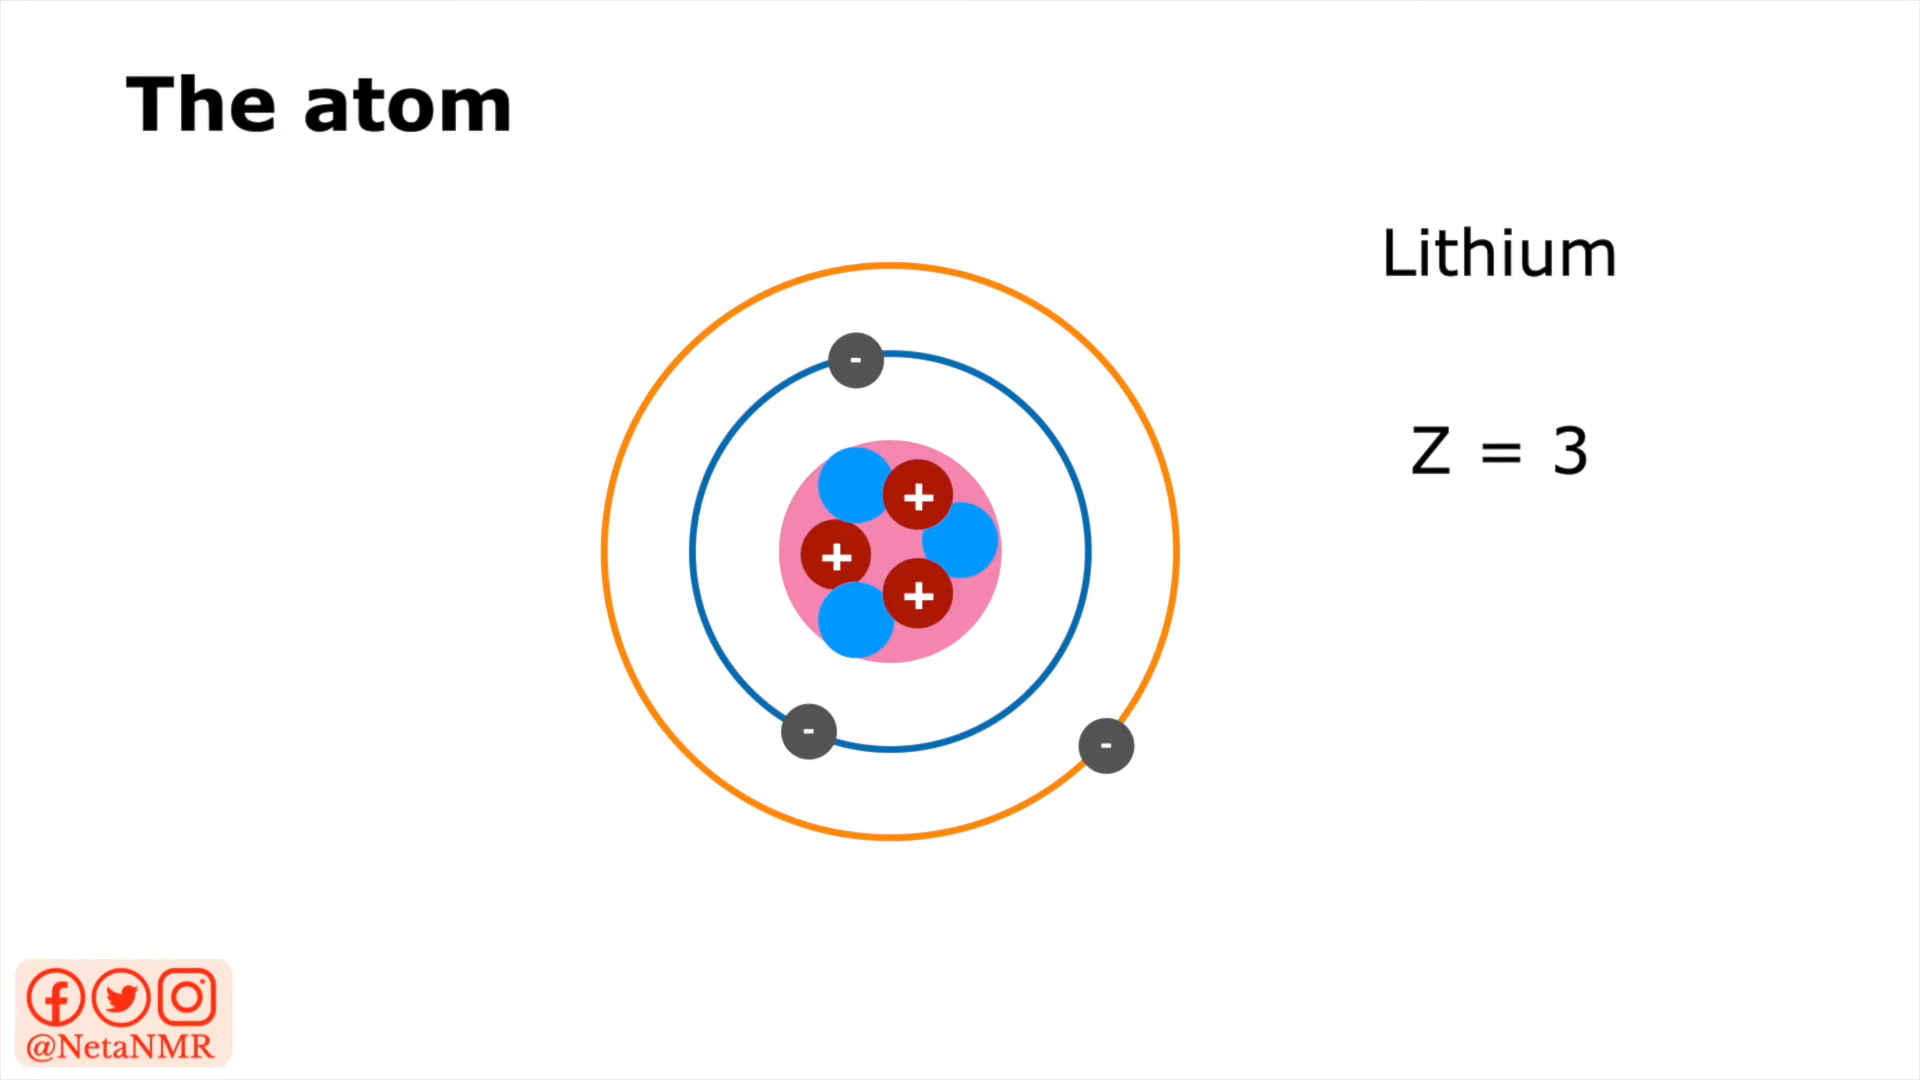 The atom
Lithium
Z = 3
-
+
+
+
-
-
@NetaNMR